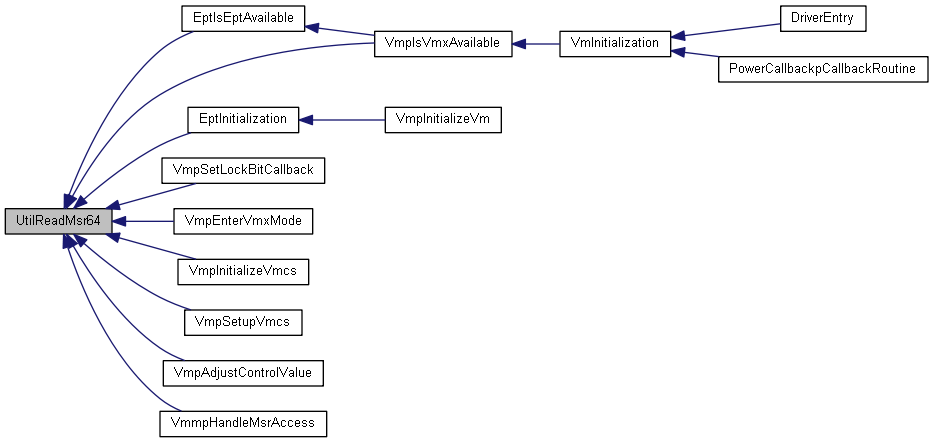 EptIsEptAvailable
DriverEntry
VmpIsVmxAvailable
VmInitialization
PowerCallbackpCallbackRoutine
EptInitialization
VmpInitializeVm
VmpSetLockBitCallback
UtilReadMsr64
VmpEnterVmxMode
VmpInitializeVmcs
VmpSetupVmcs
VmpAdjustControlValue
VmmpHandleMsrAccess